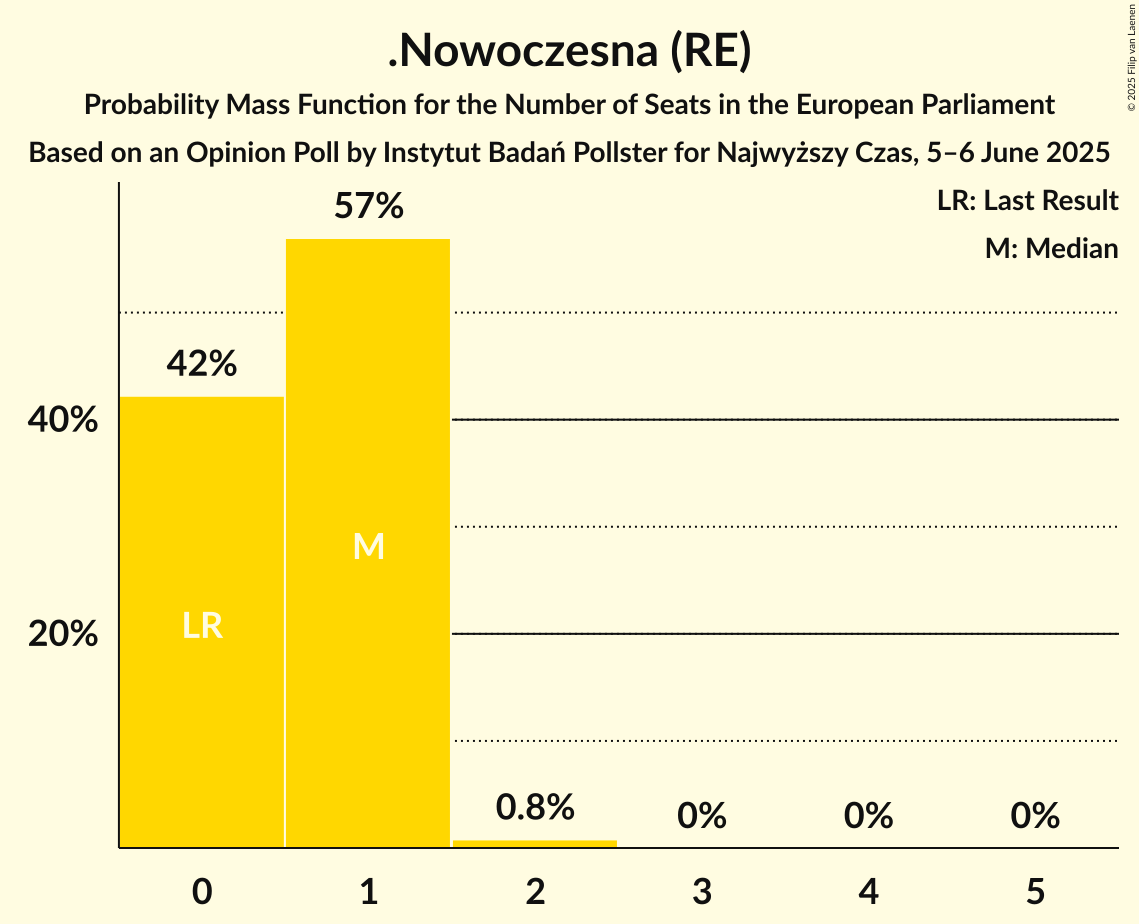 .Nowoczesna (RE)
Probability Mass Function for the Number of Seats in the European Parliament
Based on an Opinion Poll by Instytut Badań Pollster for Najwyższy Czas, 5–6 June 2025
© 2025 Filip van Laenen
LR: Last Result
M: Median
57%
42%
40%
M
LR
20%
0.8%
0%
0%
0%
0
1
2
3
4
5